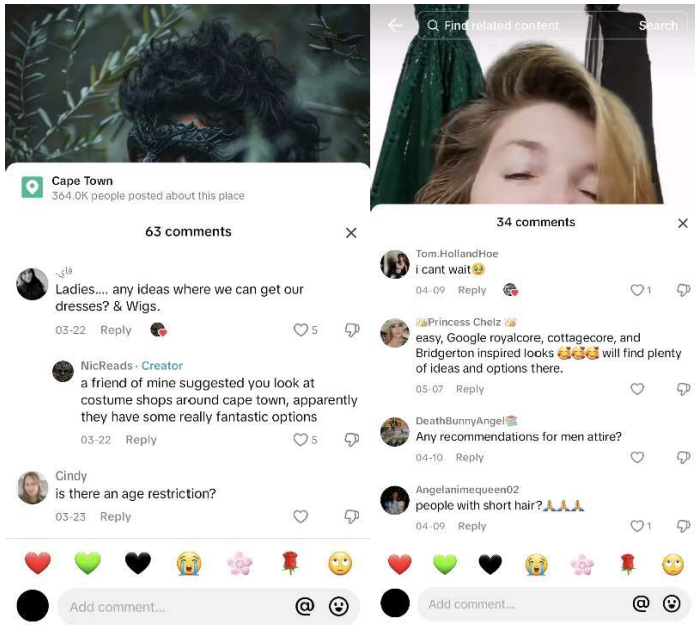 Cape Town
364.0K people posted about this place
63 comments
فاي-
Ladies.... any ideas where we can get our
dresses? & Wigs.
03-22 Reply
5
NicReads · Creator
a friend of mine suggested you look at
costume shops around cape town, apparently
they have some really fantastic options
03-22 Reply
5
Cindy
is there an age restriction?
03-23 Reply
Add comment...
Find related content
Search
34 comments
Tom.HollandHoe
i cant wait🥹
04-09 Reply
1
Princess Chelz
easy, Google royalcore, cottagecore, and
Bridgerton inspired looks 🥰🥰🥰 will find plenty
of ideas and options there.
05-07 Reply
DeathBunnyAngel
Any recommendations for men attire?
04-10 Reply
Angelanimequeen02
people with short hair?🙏🙏🙏
04-09 Reply
1
Add comment...